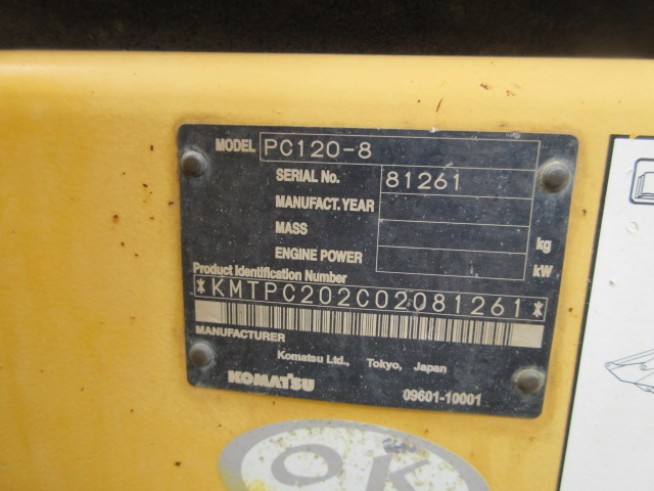 MODEL PC120-8
SERIAL No. 81261
MANUFACT.YEAR
MASS kg
ENGINE POWER kW
Product Identification Number
*KMTPC202C02081261*
MANUFACTURER
Komatsu Ltd., Tokyo, Japan
KOMATSU 09601-10001
OK